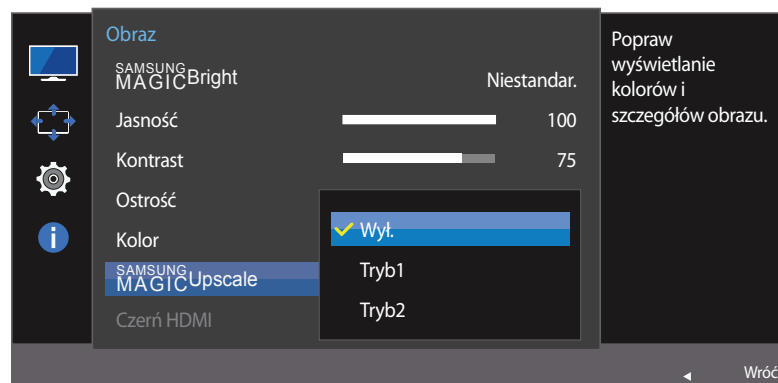 Obraz
SAMSUNG
MAGICBright Niestandar.
Jasność 100
Kontrast 75
Ostrość
Kolor
SAMSUNG
MAGICUpscale
Czerń HDMI
Wył.
Tryb1
Tryb2
Popraw
wyświetlanie
kolorów i
szczegółów obrazu.
Wróć